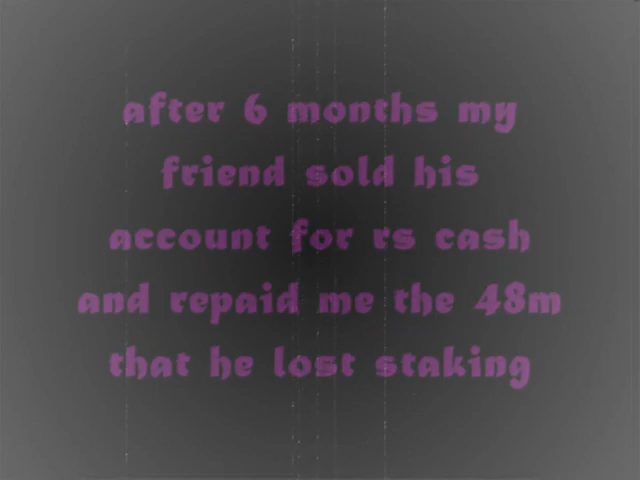 after 6 months my
friend sold his
account for rs cash
and repaid me the 48m
that he lost staking